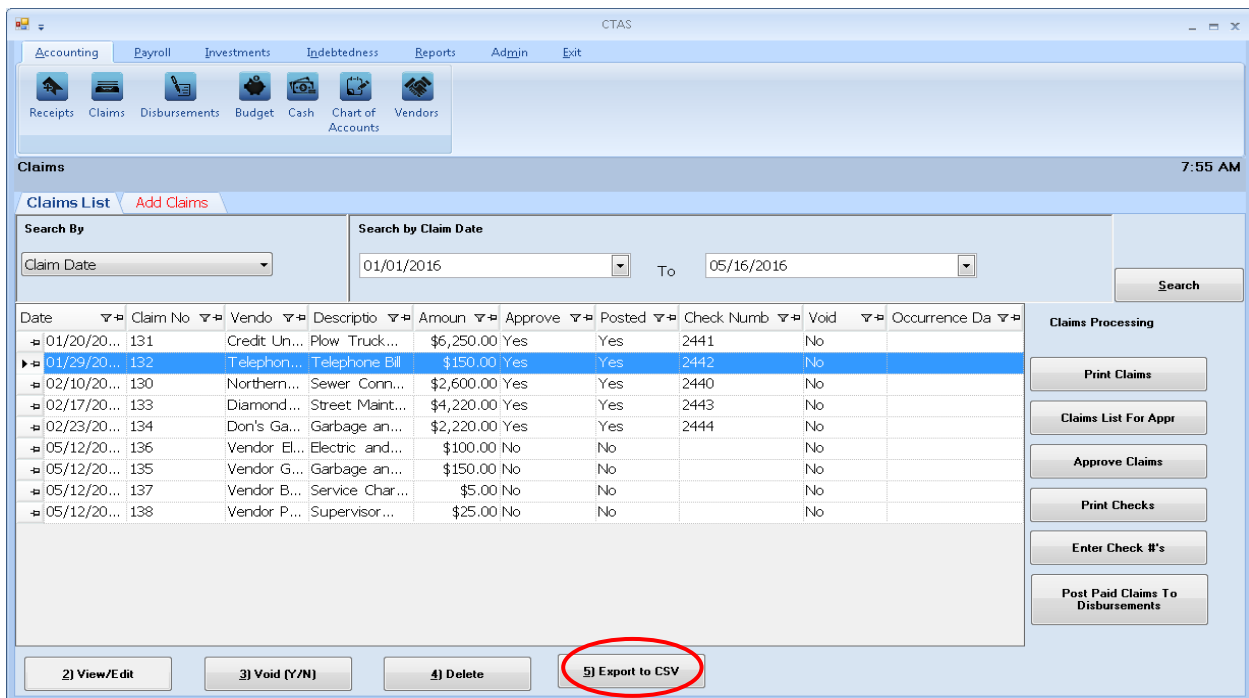 CTAS
Accounting Payroll Investments Indebtedness Reports Admin Exit
Receipts Claims Disbursements Budget Cash Chart of Accounts Vendors
Claims 7:55 AM
Claims List Add Claims
Search By Search by Claim Date
Claim Date 01/01/2016 To 05/16/2016
Search
Date Claim No Vendo Descriptio Amoun Approve Posted Check Numb Void Occurrence Da
01/20/20... 131 Credit Un... Plow Truck... $6,250.00 Yes Yes 2441 No
01/29/20... 132 Telephon... Telephone Bill $150.00 Yes Yes 2442 No
02/10/20... 130 Northern... Sewer Conn... $2,600.00 Yes Yes 2440 No
02/17/20... 133 Diamond... Street Maint... $4,220.00 Yes Yes 2443 No
02/23/20... 134 Don's Ga... Garbage an... $2,220.00 Yes Yes 2444 No
05/12/20... 136 Vendor El... Electric and... $100.00 No No No
05/12/20... 135 Vendor G... Garbage an... $150.00 No No No
05/12/20... 137 Vendor B... Service Char... $5.00 No No No
05/12/20... 138 Vendor P... Supervisor... $25.00 No No No
Claims Processing
Print Claims
Claims List For Appr
Approve Claims
Print Checks
Enter Check #'s
Post Paid Claims To
Disbursements
2) View/Edit 3) Void (Y/N) 4) Delete 5) Export to CSV